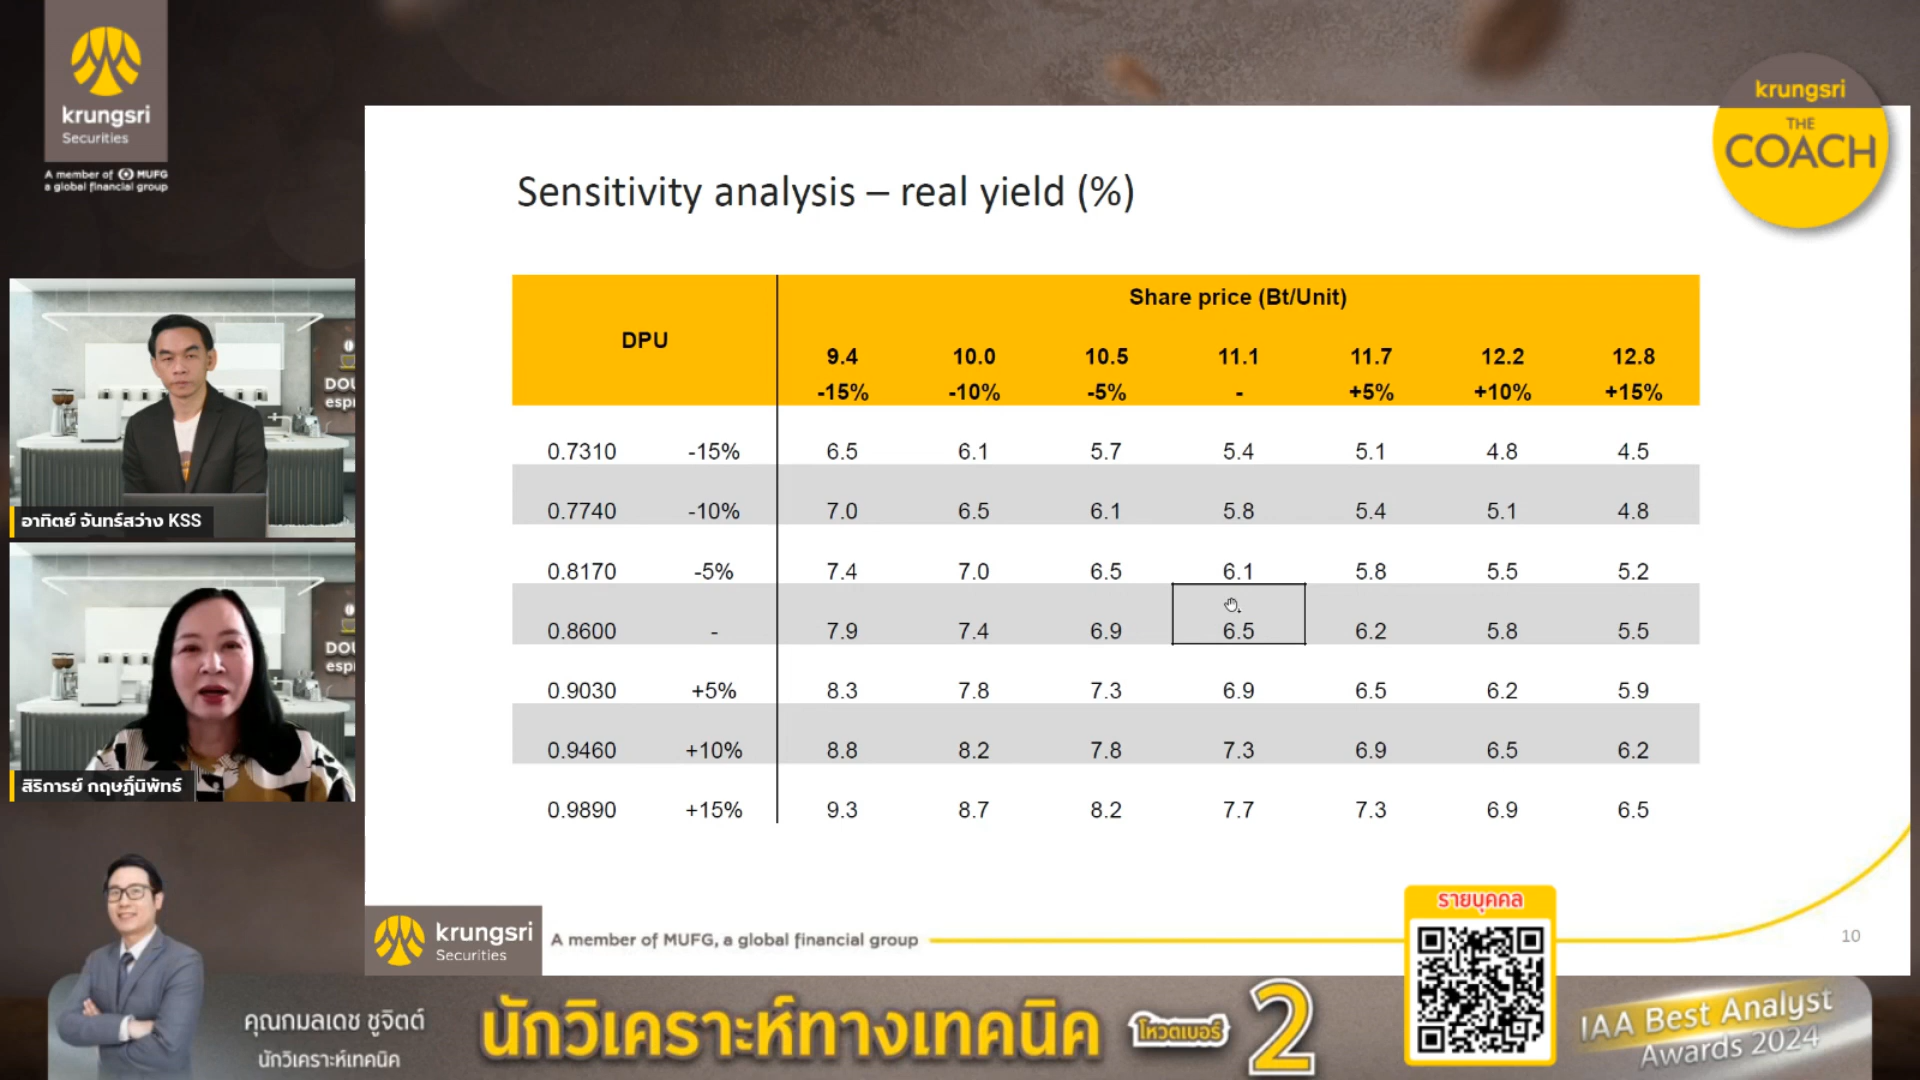 krungsri
Securities
A member of MUFG
a global financial group
krungsri
THE
COACH
Sensitivity analysis – real yield (%)
DPU Share price (Bt/Unit)
9.4 10.0 10.5 11.1 11.7 12.2 12.8
-15% -10% -5% - +5% +10% +15%
0.7310 -15% 6.5 6.1 5.7 5.4 5.1 4.8 4.5
0.7740 -10% 7.0 6.5 6.1 5.8 5.4 5.1 4.8
0.8170 -5% 7.4 7.0 6.5 6.1 5.8 5.5 5.2
0.8600 - 7.9 7.4 6.9 6.5 6.2 5.8 5.5
0.9030 +5% 8.3 7.8 7.3 6.9 6.5 6.2 5.9
0.9460 +10% 8.8 8.2 7.8 7.3 6.9 6.5 6.2
0.9890 +15% 9.3 8.7 8.2 7.7 7.3 6.9 6.5
อาทิตย์ จันทร์สว่าง KSS
สิริการย์ กฤษฎิ์นิพัทธ์
krungsri
Securities
A member of MUFG, a global financial group
10
รายบุคคล
คุณกมลเดช ชูจิตต์
นักวิเคราะห์เทคนิค
นักวิเคราะห์ทางเทคนิค
โหวตเบอร์
2
IAA Best Analyst
Awards 2024